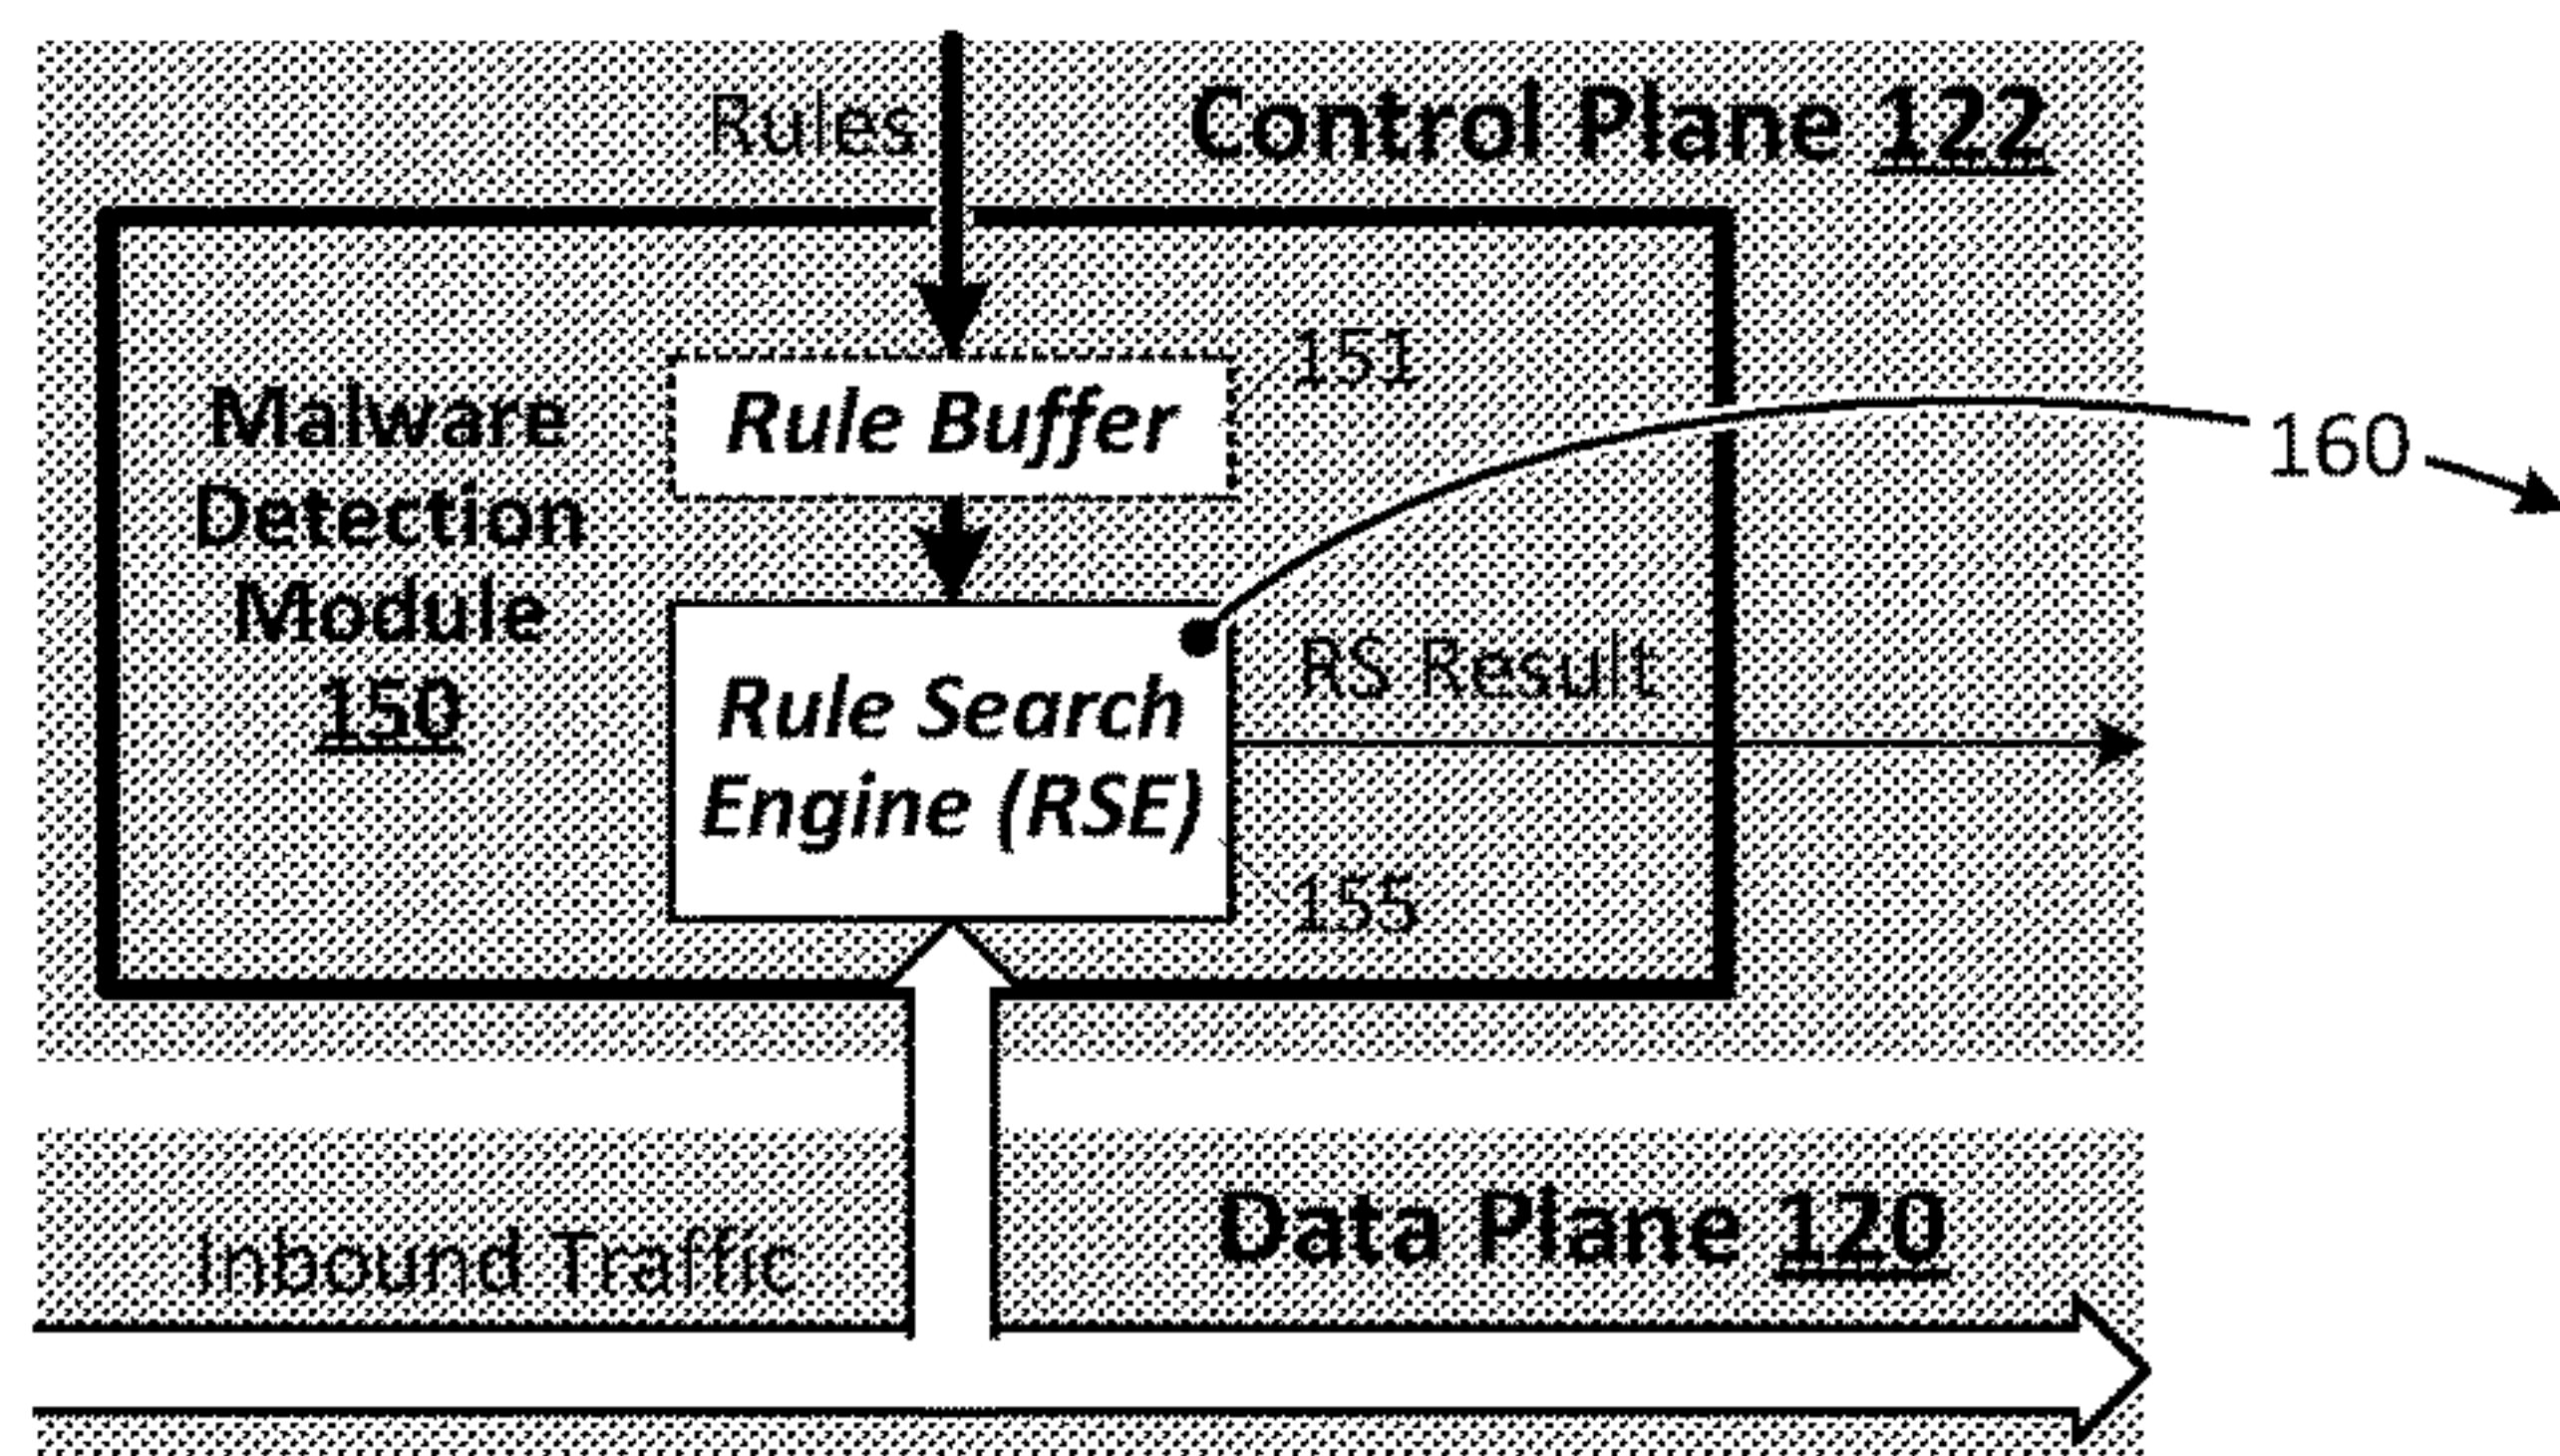 Rules
Control Plane 122
151
Rule Buffer
160
Malware
Detection
Module
150
RS Result
Rule Search
Engine (RSE)
155
Data Plane 120
Inbound Traffic